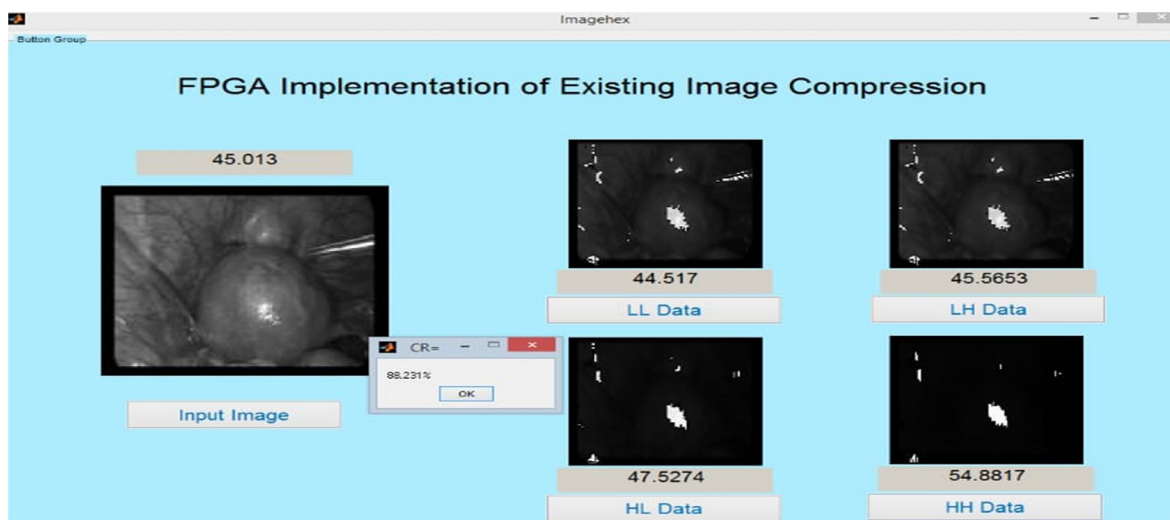 Imagehex
Button Group
FPGA Implementation of Existing Image Compression
45.013
Input Image
44.517
LL Data
45.5653
LH Data
CR=
88.231%
OK
47.5274
HL Data
54.8817
HH Data